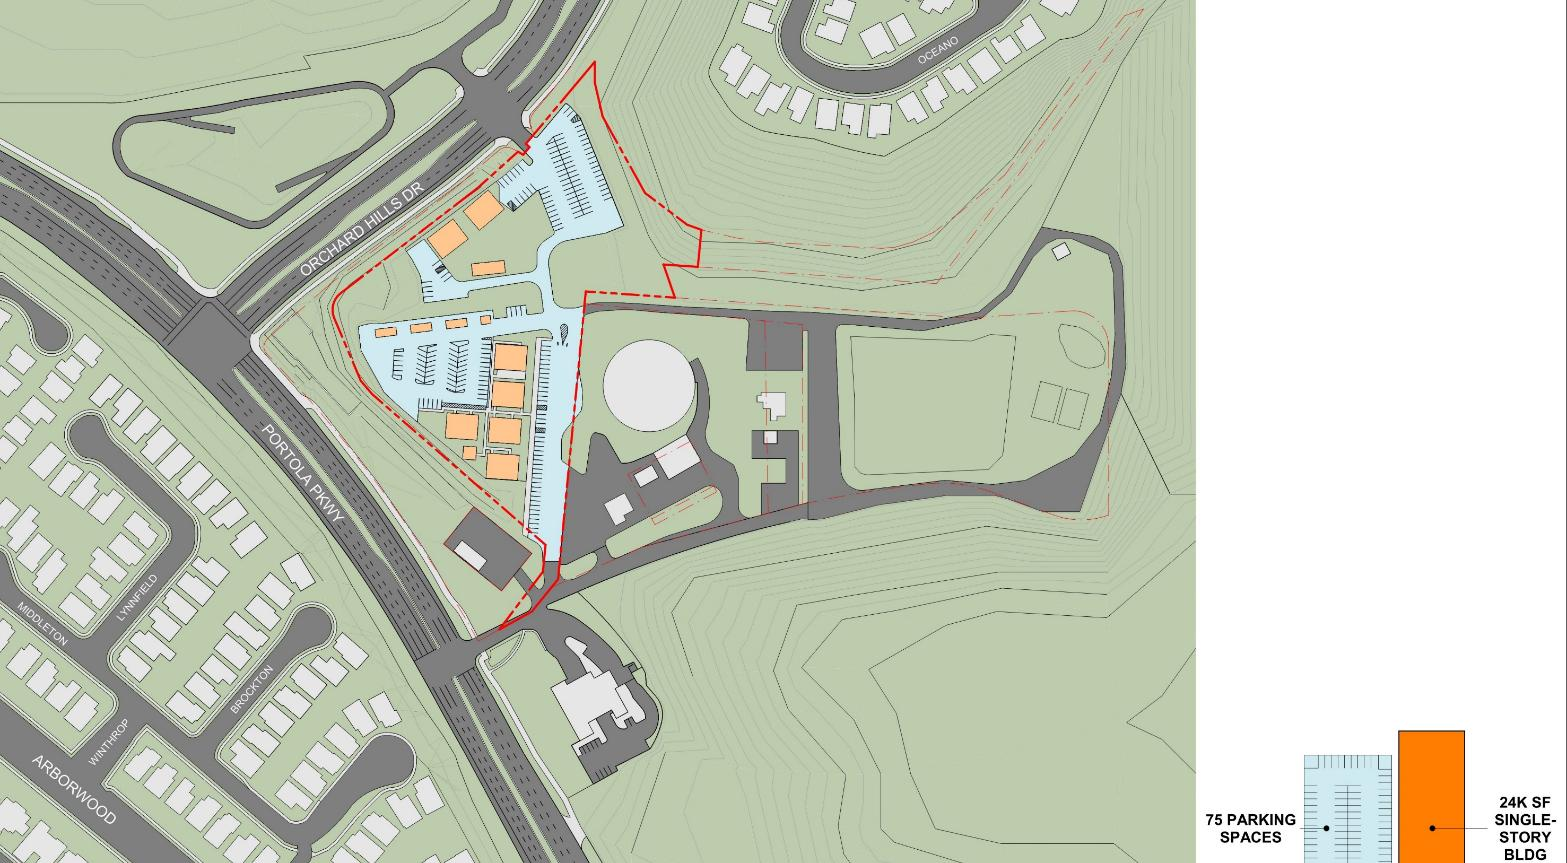 OCEANO
ORCHARD HILLS DR
PORTOLA PKWY
LYNNFIELD
MIDDLETON
BROCKTON
WINTHROP
ARBORWOOD
75 PARKING
SPACES
24K SF
SINGLE-
STORY
BLDG